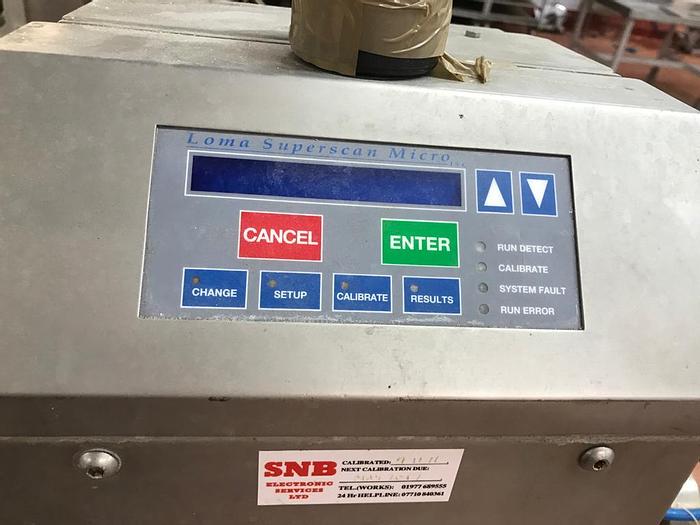 Loma Superscan Micro
CANCEL
ENTER
CHANGE
SETUP
CALIBRATE
RESULTS
RUN DETECT
CALIBRATE
SYSTEM FAULT
RUN ERROR
SNB
ELECTRONIC
SERVICES
LTD
CALIBRATED:
NEXT CALIBRATION DUE:
TEL.(WORKS): 01977 689555
24 Hr HELPLINE: 07710 840361